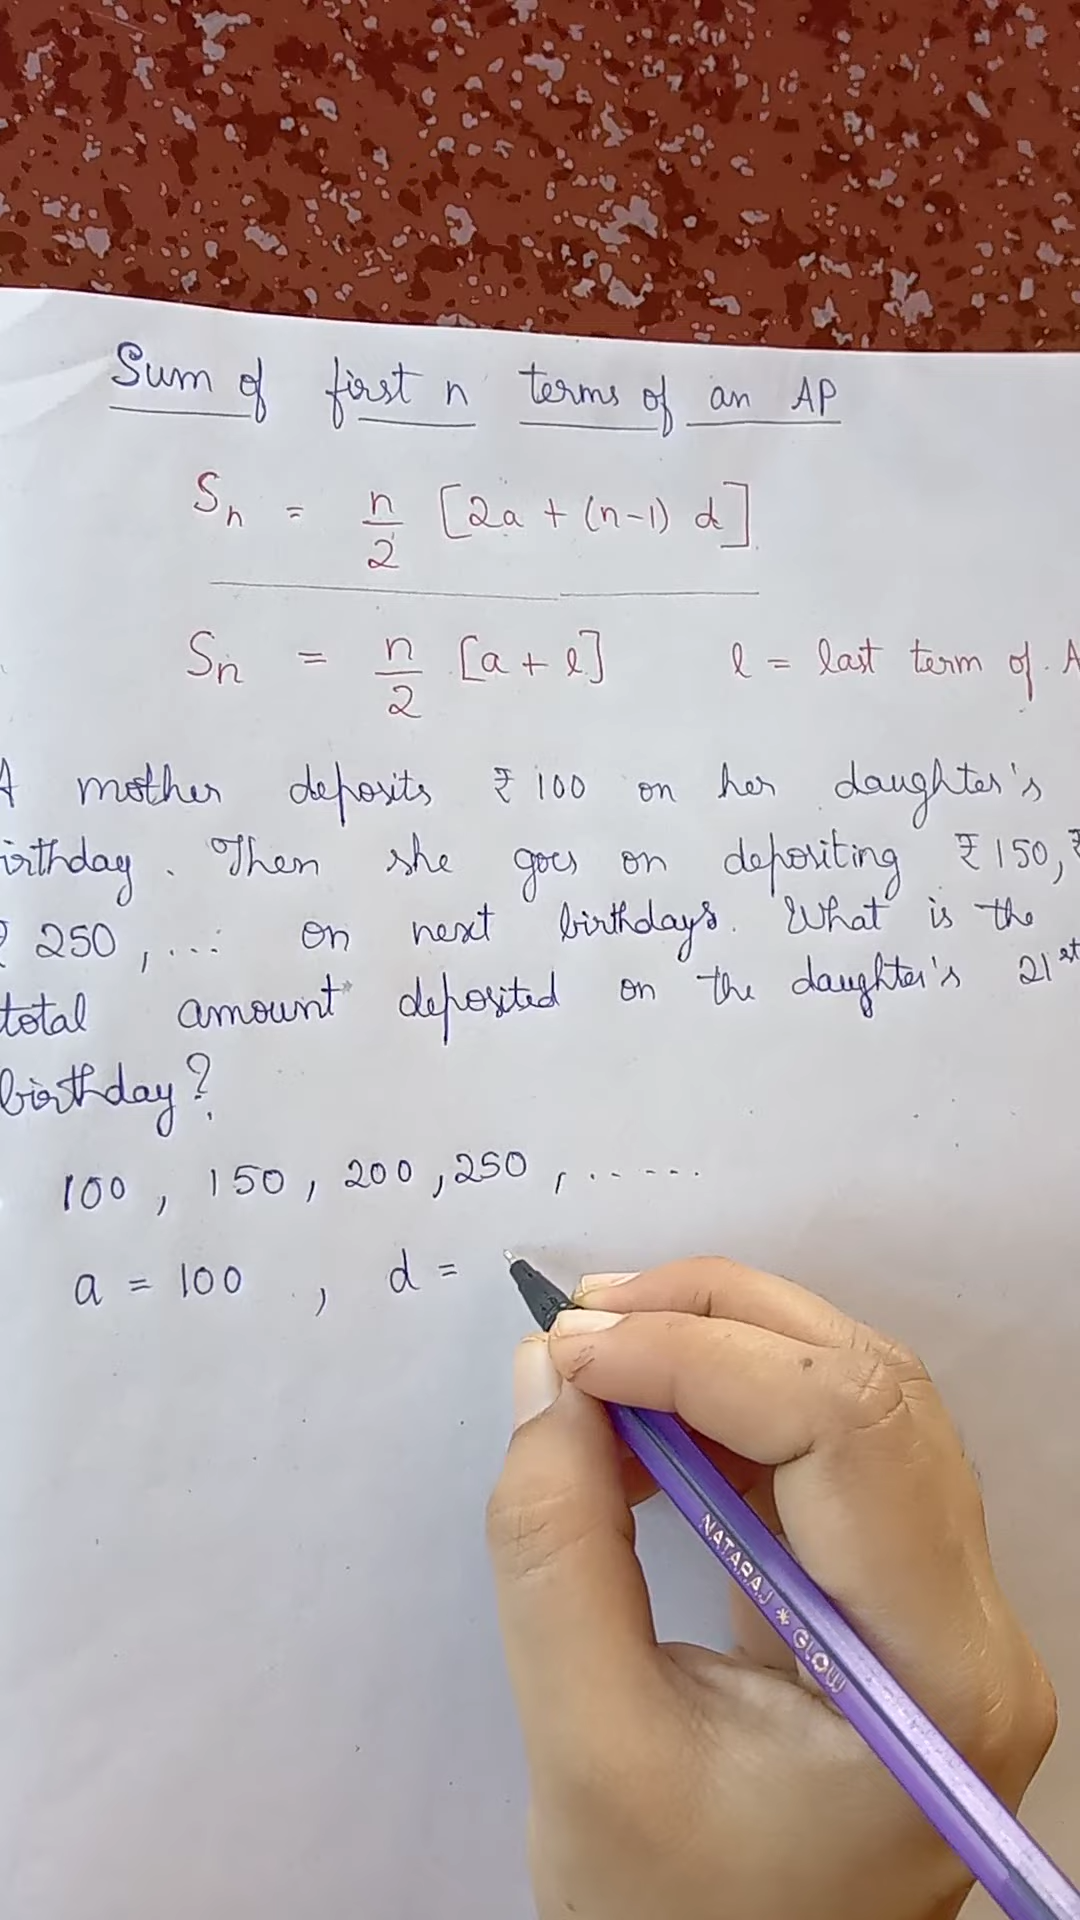 Sum of first n terms of an AP
Sn = n/2 [2a + (n-1) d]
Sn = n/2 [a + l] l = last term of A
A mother deposits ₹ 100 on her daughter's
irthday. Then she goes on depositing ₹ 150, ₹
₹ 250, ... on next birthdays. What is the
total amount deposited on the daughter's 21st
birthday?
100, 150, 200, 250, ......
a = 100, d =
NATARAJ * GLOW